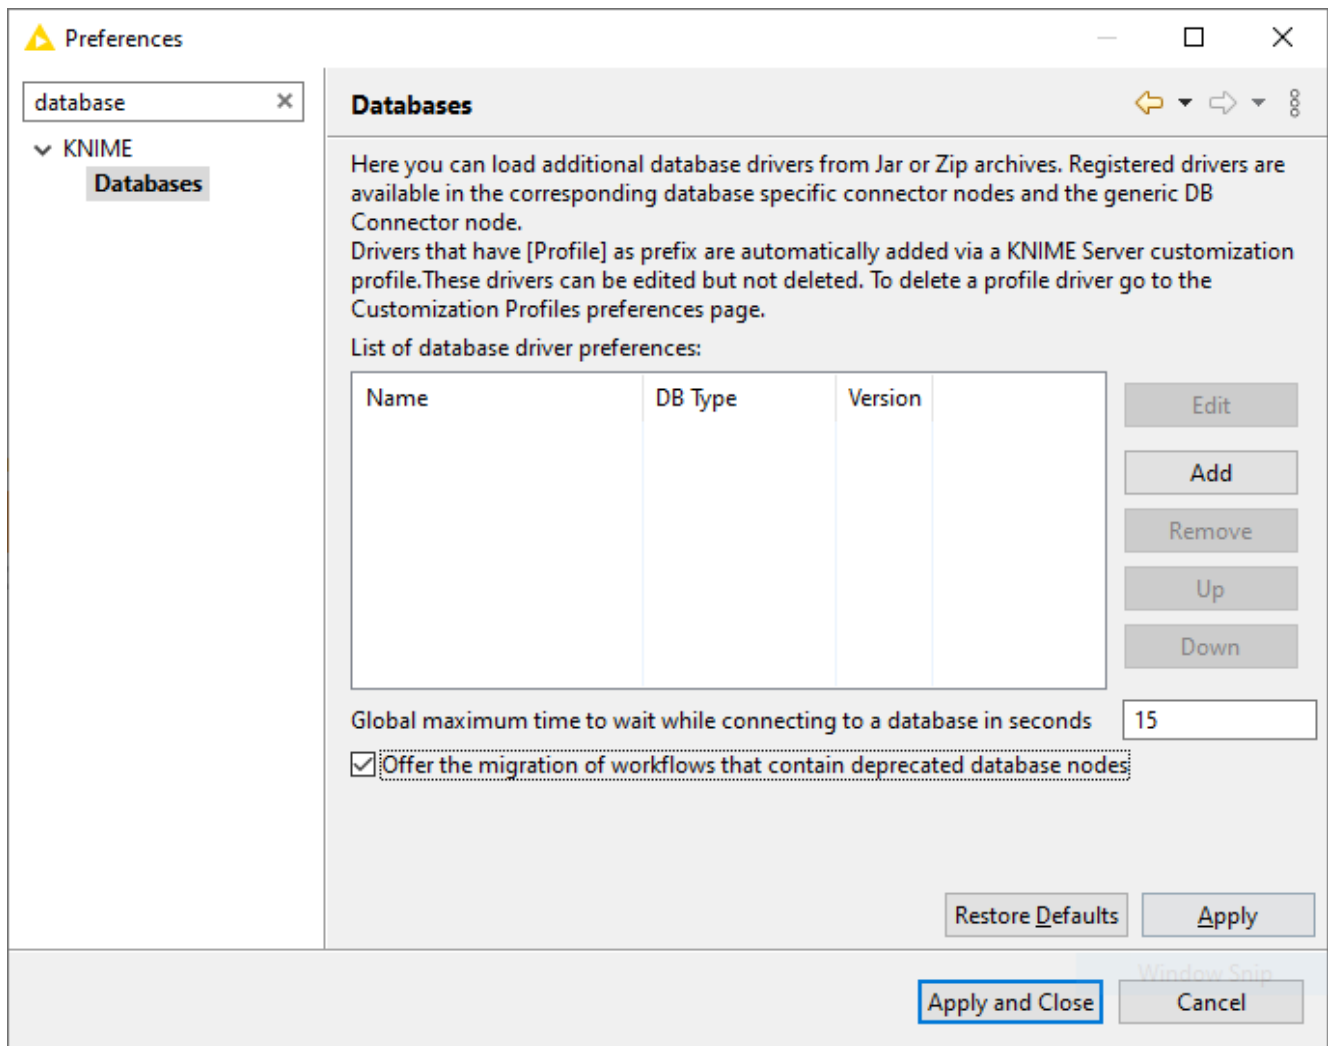 Preferences
database
KNIME
Databases
Databases
Here you can load additional database drivers from Jar or Zip archives. Registered drivers are
available in the corresponding database specific connector nodes and the generic DB
Connector node.
Drivers that have [Profile] as prefix are automatically added via a KNIME Server customization
profile.These drivers can be edited but not deleted. To delete a profile driver go to the
Customization Profiles preferences page.
List of database driver preferences:
Name DB Type Version
Edit
Add
Remove
Up
Down
Global maximum time to wait while connecting to a database in seconds 15
Offer the migration of workflows that contain deprecated database nodes
Restore Defaults Apply
Window Snip
Apply and Close Cancel